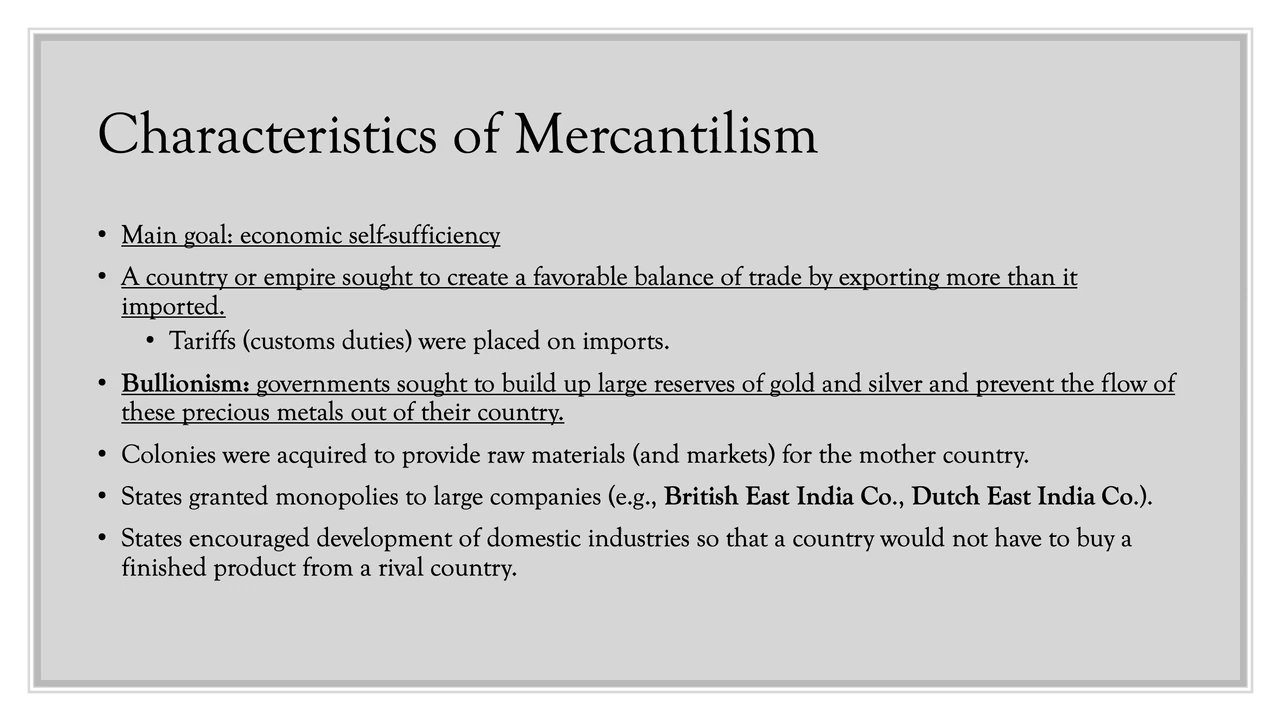 Characteristics of Mercantilism
• Main goal: economic self-sufficiency
• A country or empire sought to create a favorable balance of trade by exporting more than it
imported.
• Tariffs (customs duties) were placed on imports.
• Bullionism: governments sought to build up large reserves of gold and silver and prevent the flow of
these precious metals out of their country.
• Colonies were acquired to provide raw materials (and markets) for the mother country.
• States granted monopolies to large companies (e.g., British East India Co., Dutch East India Co.).
• States encouraged development of domestic industries so that a country would not have to buy a
finished product from a rival country.